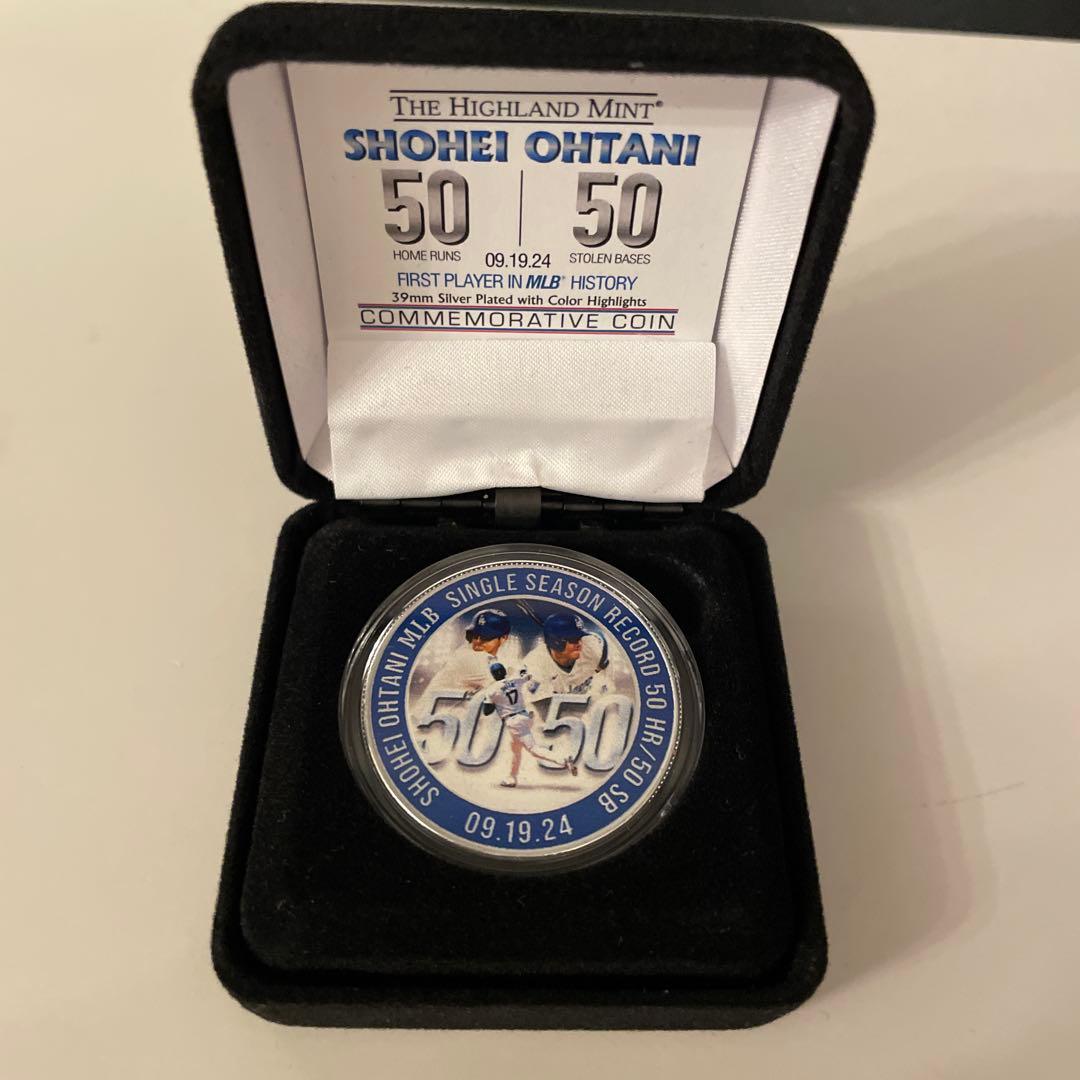 THE HIGHLAND MINT®
SHOHEI OHTANI
50 50
HOME RUNS 09.19.24 STOLEN BASES
FIRST PLAYER IN MLB® HISTORY
39mm Silver Plated with Color Highlights
COMMEMORATIVE COIN
SHOHEI OHTANI MLB SINGLE SEASON RECORD 50 HR/50 SB
50 50
17
09.19.24